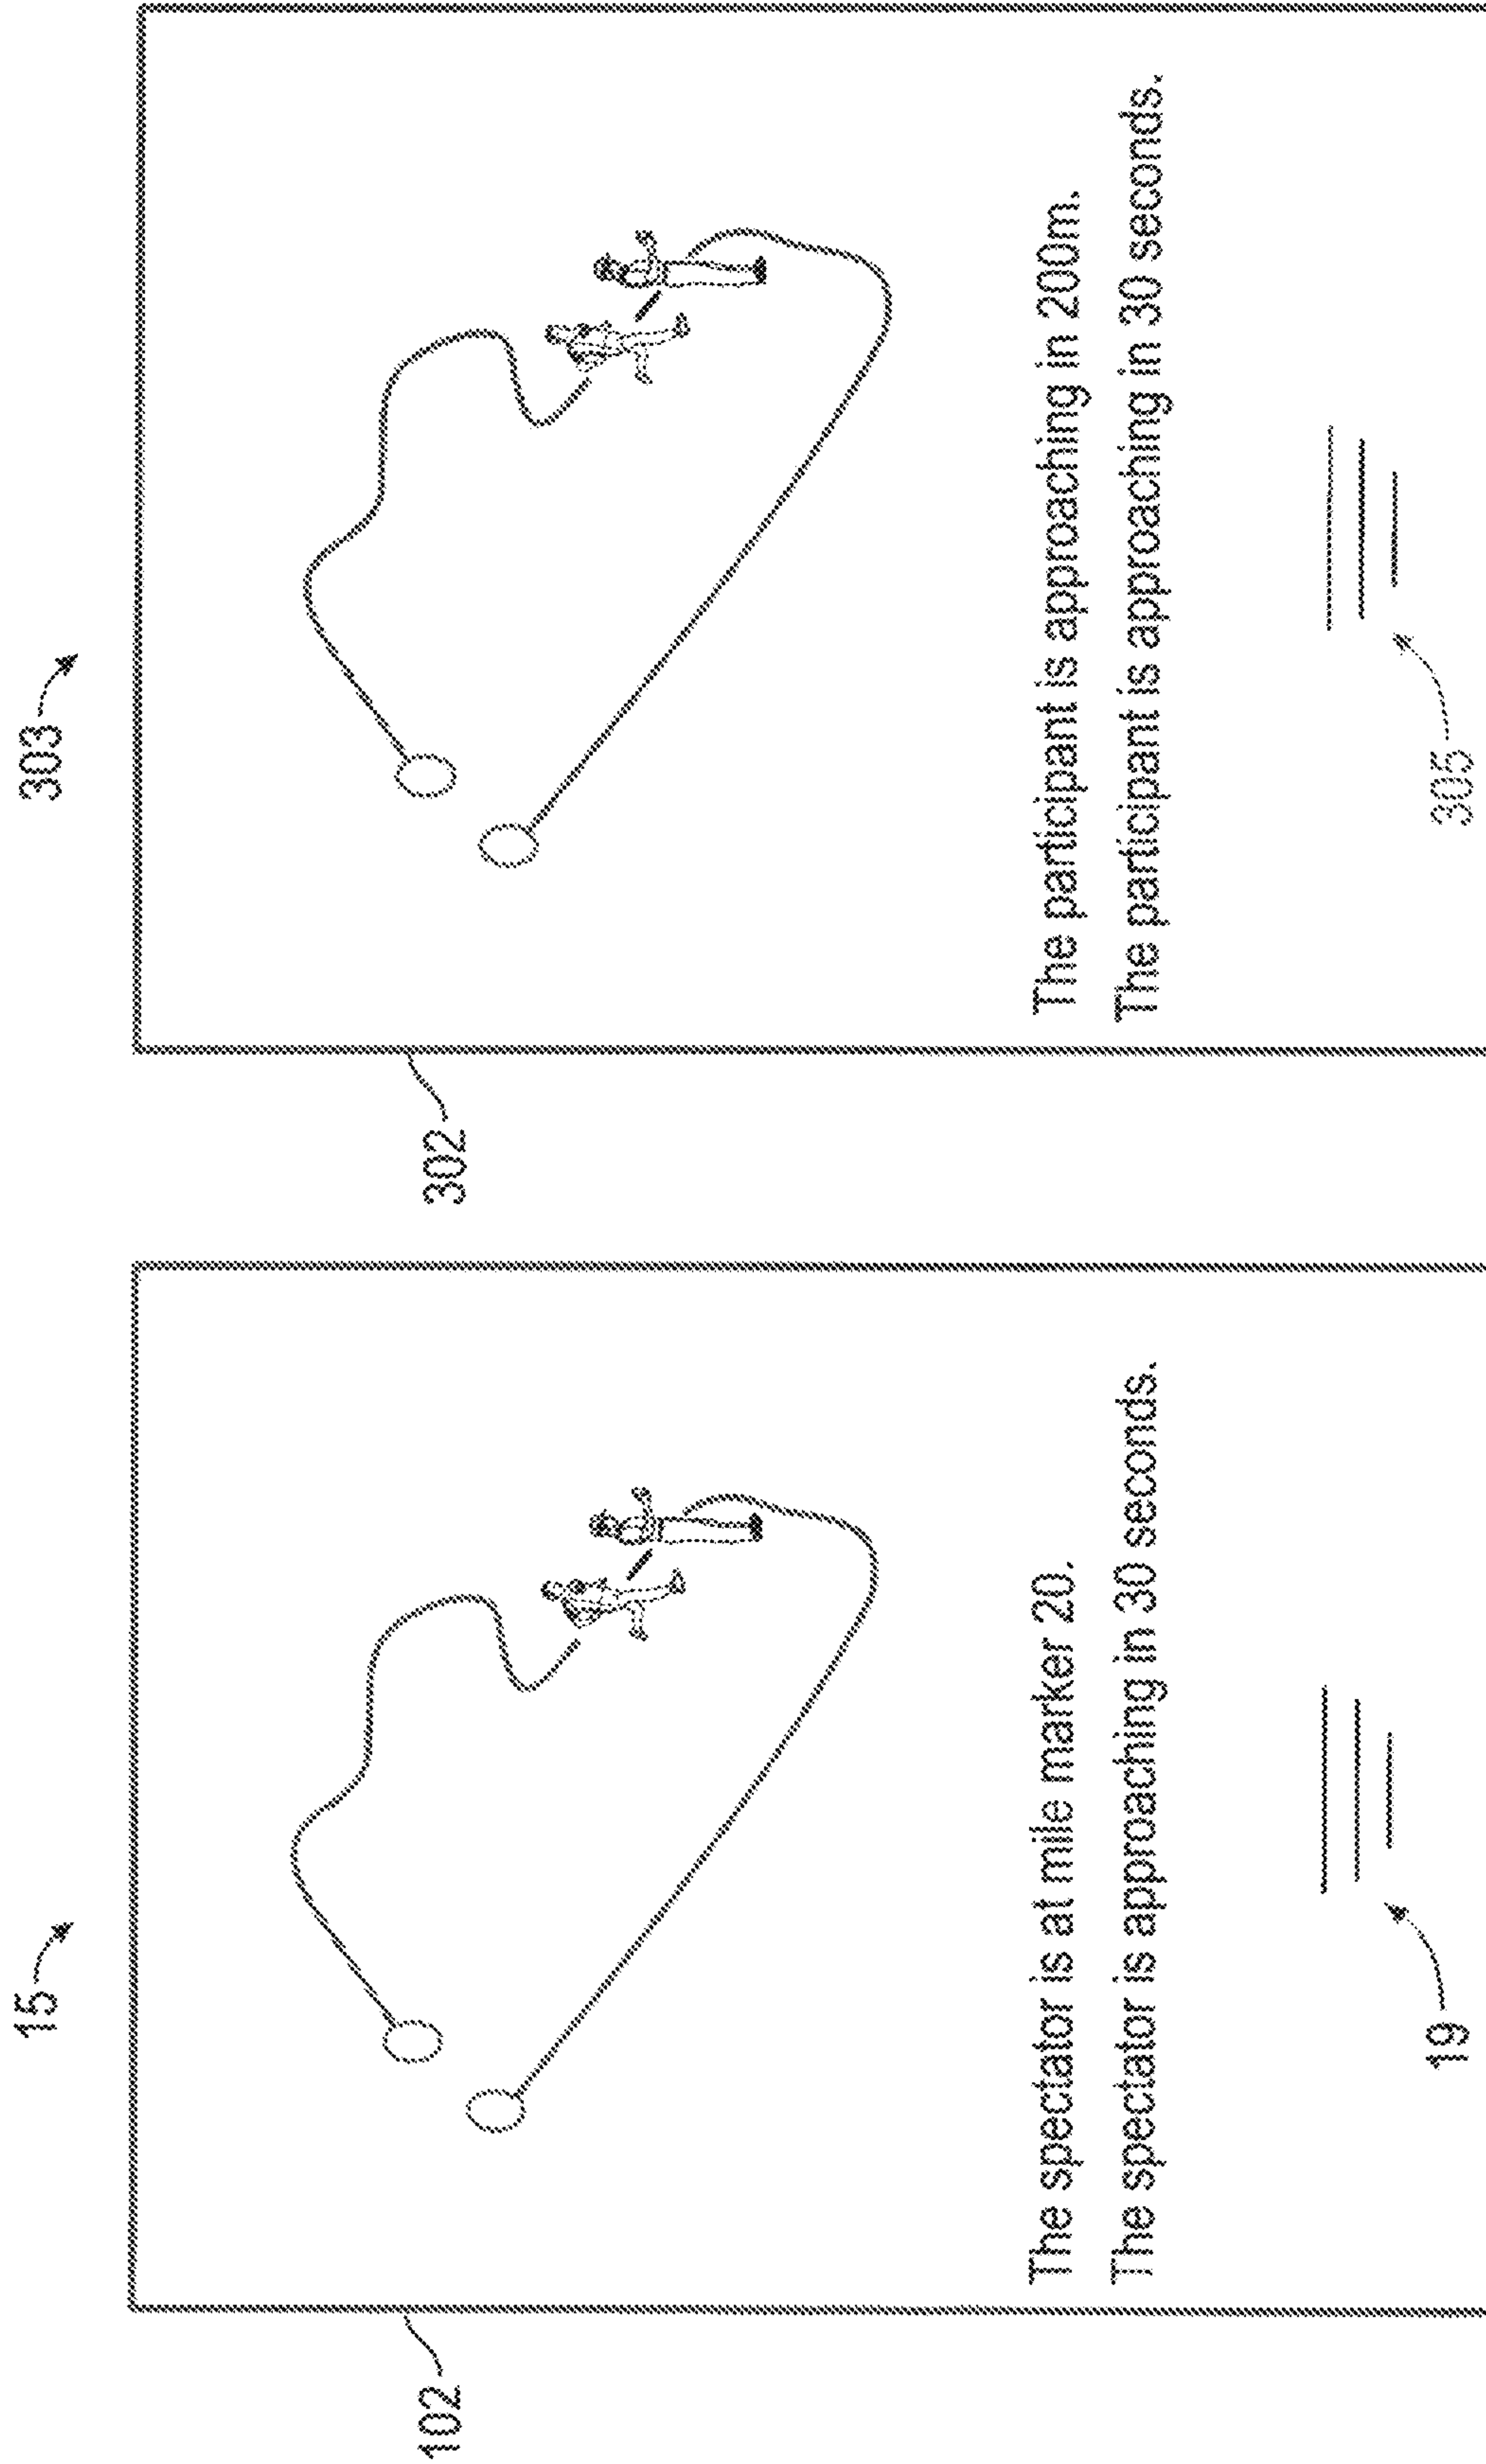 15
102
The spectator is at mile marker 20.
The spectator is approaching in 30 seconds.
19
303
302
The participant is approaching in 200m.
The participant is approaching in 30 seconds.
305